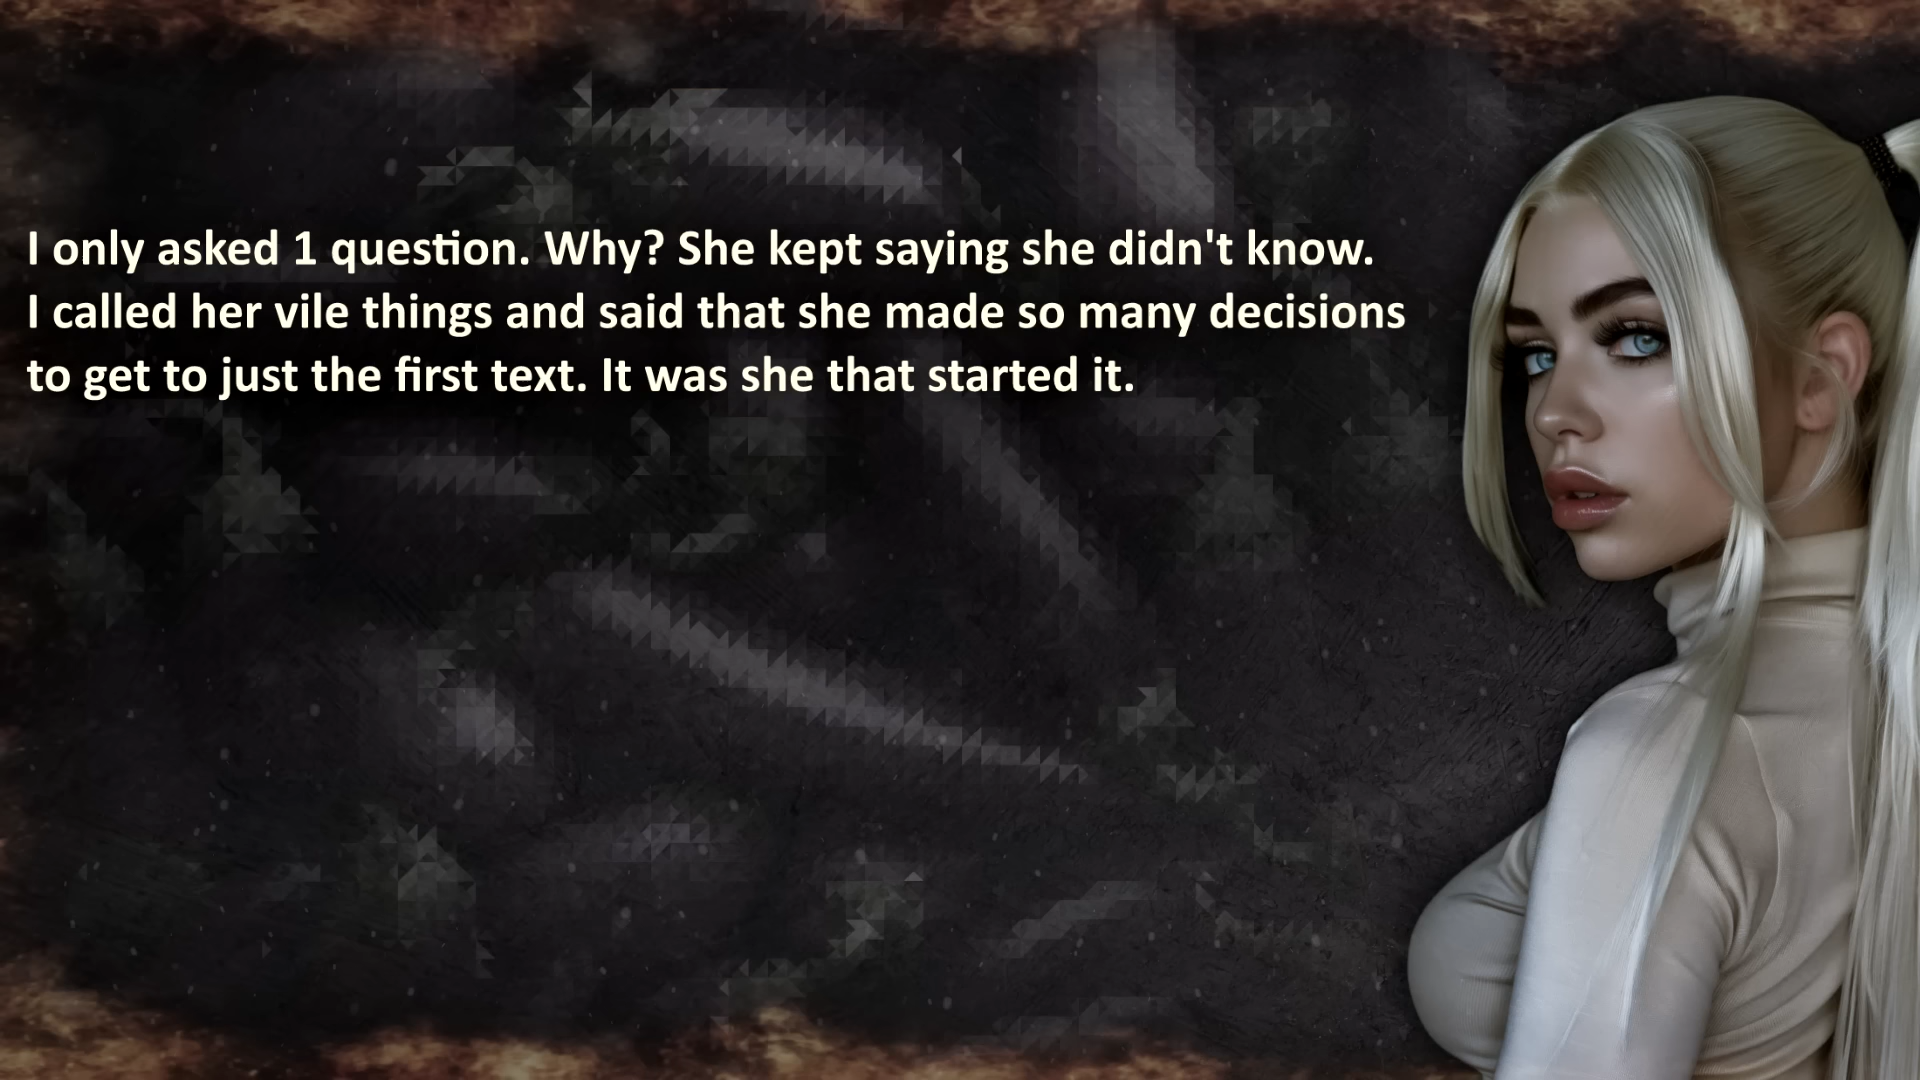 I only asked 1 question. Why? She kept saying she didn't know.
I called her vile things and said that she made so many decisions
to get to just the first text. It was she that started it.